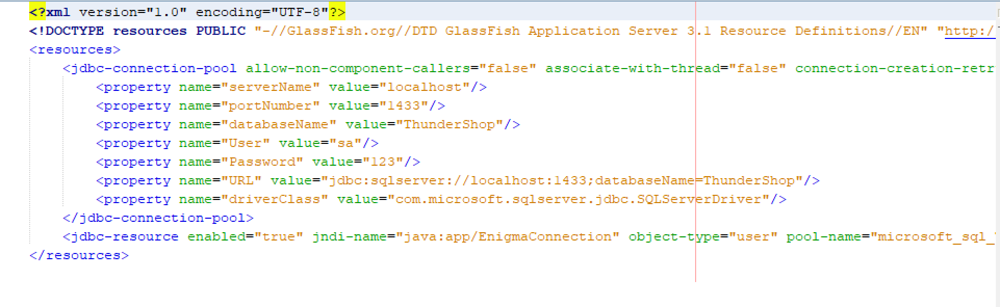 <?xml version="1.0" encoding="UTF-8"?>
<!DOCTYPE resources PUBLIC "-//GlassFish.org//DTD GlassFish Application Server 3.1 Resource Definitions//EN" "http:/
<resources>
<jdbc-connection-pool allow-non-component-callers="false" associate-with-thread="false" connection-creation-retr
<property name="serverName" value="localhost"/>
<property name="portNumber" value="1433"/>
<property name="databaseName" value="ThunderShop"/>
<property name="User" value="sa"/>
<property name="Password" value="123"/>
<property name="URL" value="jdbc:sqlserver://localhost:1433;databaseName=ThunderShop"/>
<property name="driverClass" value="com.microsoft.sqlserver.jdbc.SQLServerDriver"/>
</jdbc-connection-pool>
<jdbc-resource enabled="true" jndi-name="java:app/EnigmaConnection" object-type="user" pool-name="microsoft_sql_
</resources>